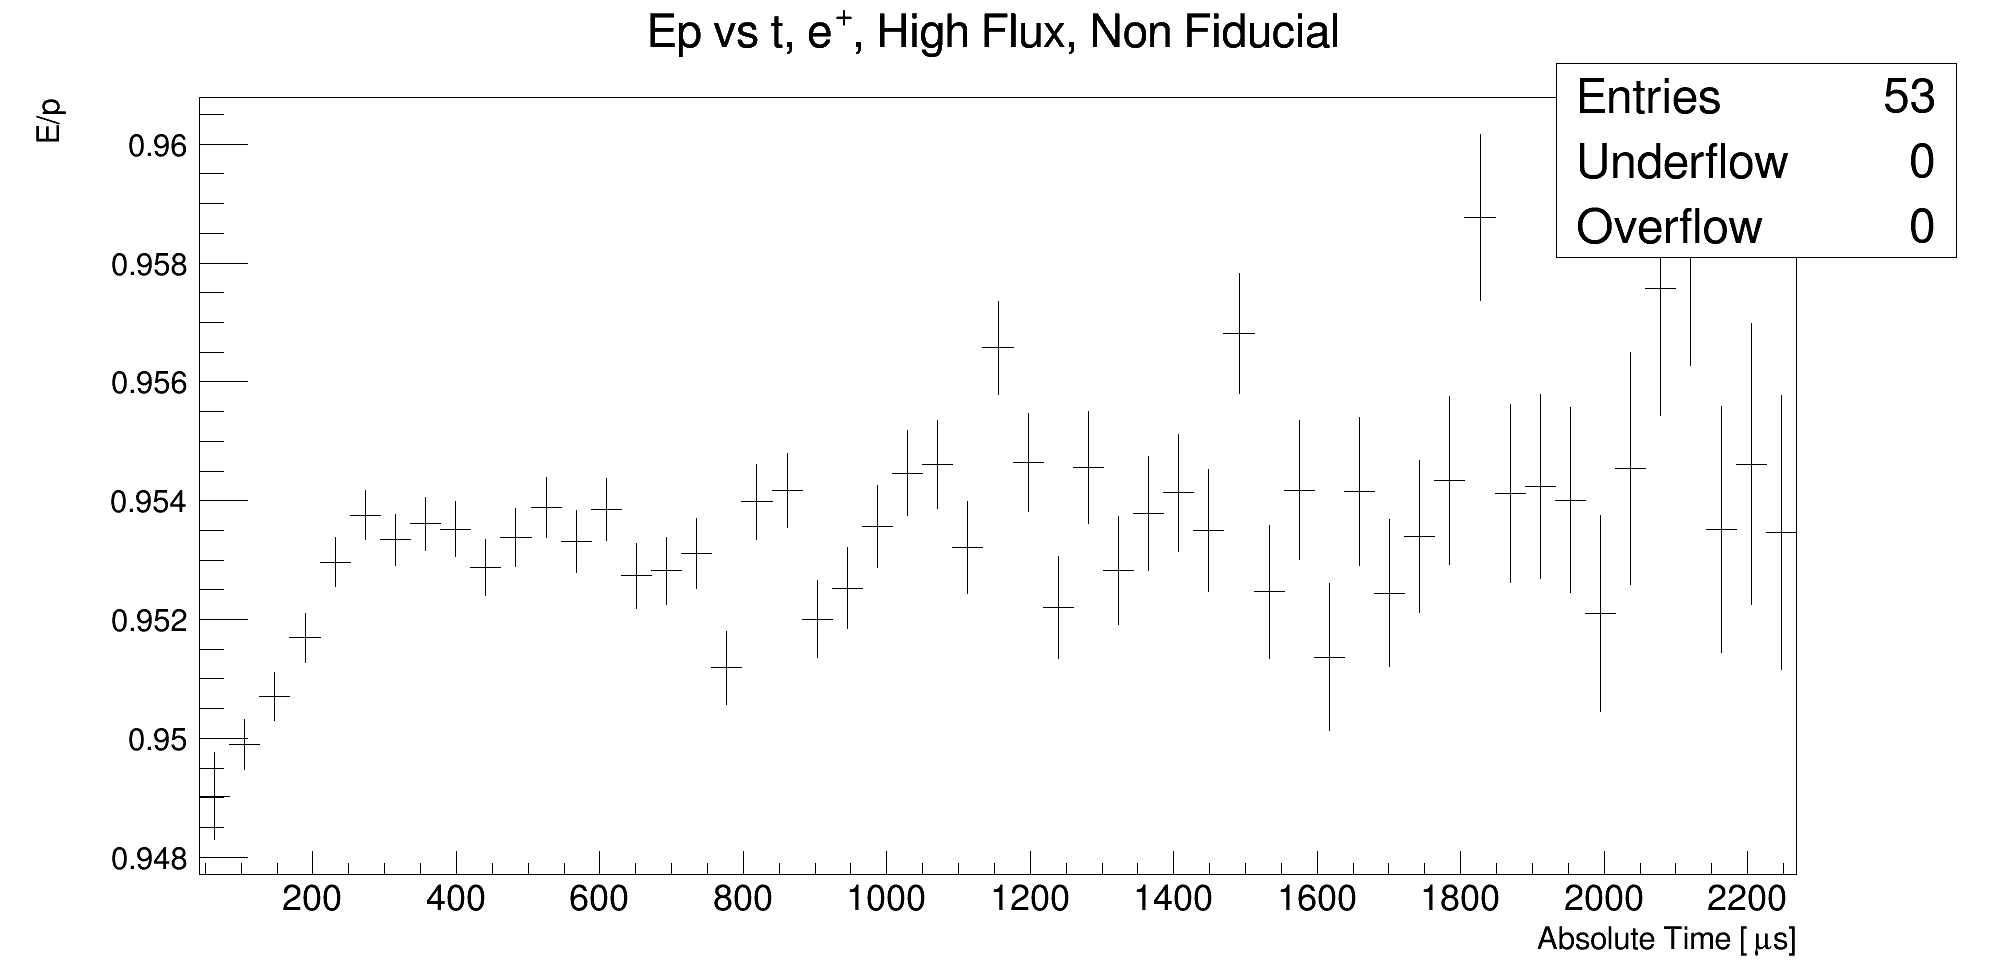 Ep vs t, e⁺, High Flux, Non Fiducial
Entries 53
Underflow 0
Overflow 0
E/p
0.96
0.958
0.956
0.954
0.952
0.95
0.948
200 400 600 800 1000 1200 1400 1600 1800 2000 2200
Absolute Time [ μs]